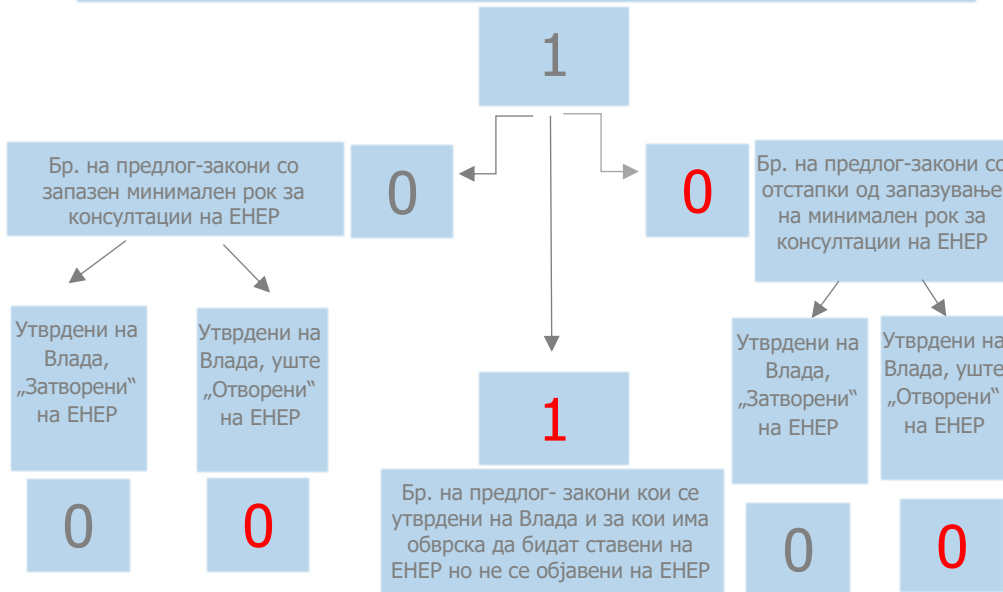 1
Бр. на предлог-закони со
запазен минимален рок за
консултации на ЕНЕР
0
0
Бр. на предлог-закони со
отстапки од запазување
на минимален рок за
консултации на ЕНЕР
Утврдени на
Влада,
„Затворени“
на ЕНЕР
Утврдени на
Влада, уште
„Отворени“
на ЕНЕР
1
Утврдени на
Влада,
„Затворени“
на ЕНЕР
Утврдени на
Влада, уште
„Отворени“
на ЕНЕР
0
0
Бр. на предлог- закони кои се
утврдени на Влада и за кои има
обврска да бидат ставени на
ЕНЕР но не се објавени на ЕНЕР
0
0